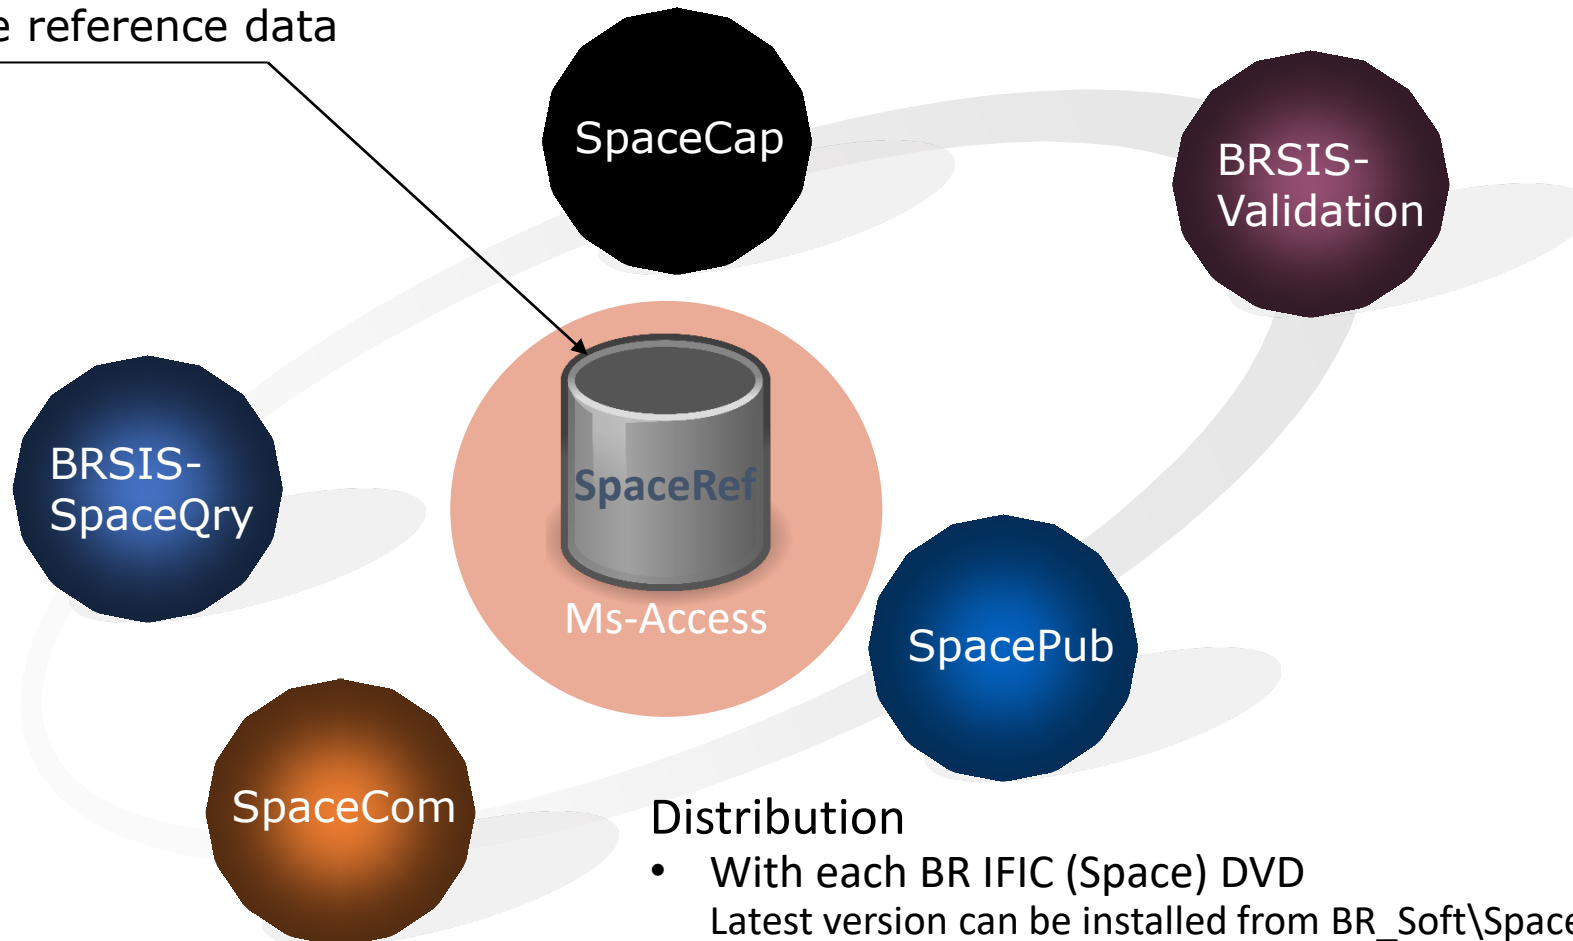 e reference data
SpaceCap
BRSIS-
Validation
BRSIS-
SpaceQry
SpaceRef
Ms-Access
SpacePub
SpaceCom
Distribution
• With each BR IFIC (Space) DVD
Latest version can be installed from BR_Soft\Space